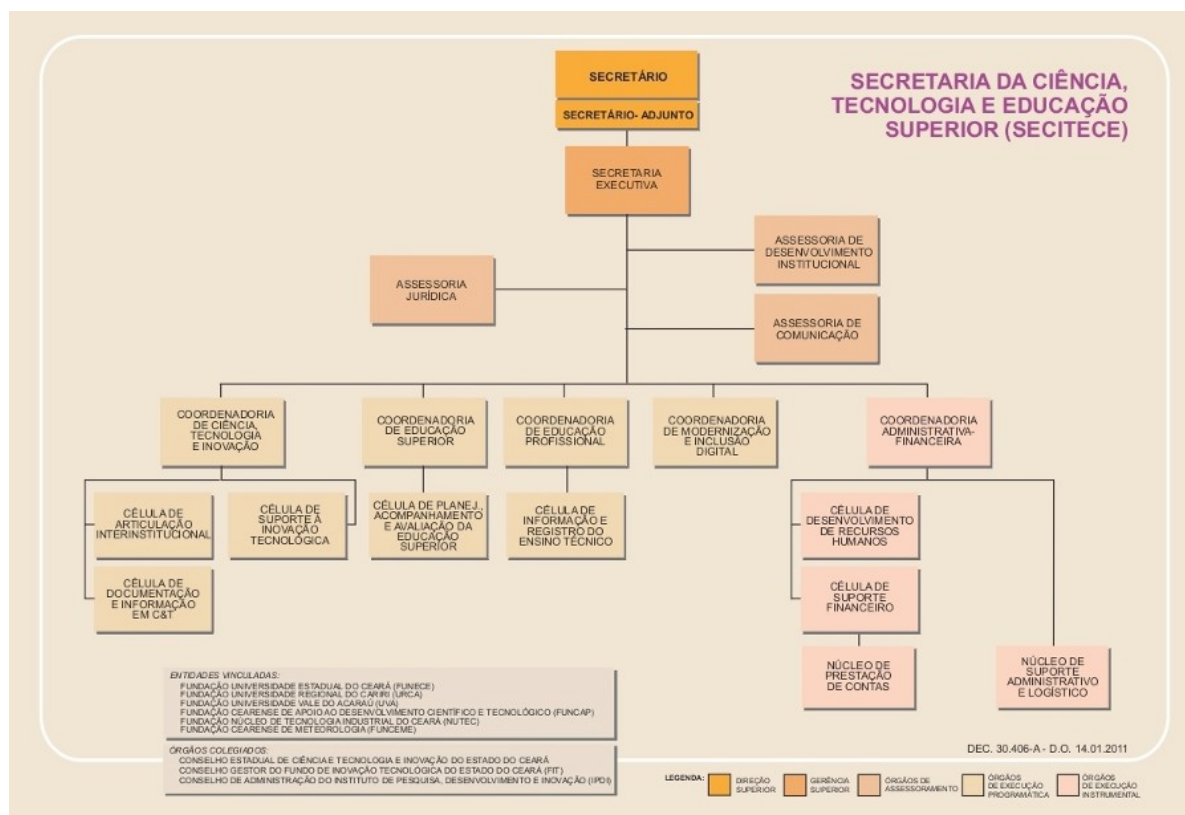 SECRETARIA DA CIÊNCIA,
TECNOLOGIA E EDUCAÇÃO
SUPERIOR (SECITECE)
SECRETÁRIO
SECRETÁRIO- ADJUNTO
SECRETARIA
EXECUTIVA
ASSESSORIA DE
DESENVOLVIMENTO
INSTITUCIONAL
ASSESSORIA
JURÍDICA
ASSESSORIA DE
COMUNICAÇÃO
COORDENADORIA
DE CIÊNCIA,
TECNOLOGIA
E INOVAÇÃO
COORDENADORIA
DE EDUCAÇÃO
SUPERIOR
COORDENADORIA
DE EDUCAÇÃO
PROFISSIONAL
COORDENADORIA
DE MODERNIZAÇÃO
E INCLUSÃO
DIGITAL
COORDENADORIA
ADMINISTRATIVA-
FINANCEIRA
CÉLULA DE
ARTICULAÇÃO
INTERINSTITUCIONAL
CÉLULA DE
SUPORTE À
INOVAÇÃO
TECNOLÓGICA
CÉLULA DE PLANEJ.,
ACOMPANHAMENTO
E AVALIAÇÃO DA
EDUCAÇÃO
SUPERIOR
CÉLULA DE
INFORMAÇÃO E
REGISTRO DO
ENSINO TÉCNICO
CÉLULA DE
DESENVOLVIMENTO
DE RECURSOS
HUMANOS
CÉLULA DE
DOCUMENTAÇÃO
E INFORMAÇÃO
EM C&T
CÉLULA DE
SUPORTE
FINANCEIRO
NÚCLEO DE
PRESTAÇÃO
DE CONTAS
NÚCLEO DE
SUPORTE
ADMINISTRATIVO
E LOGÍSTICO
ENTIDADES VINCULADAS:
FUNDAÇÃO UNIVERSIDADE ESTADUAL DO CEARÁ (FUNECE)
FUNDAÇÃO UNIVERSIDADE REGIONAL DO CARIRI (URCA)
FUNDAÇÃO UNIVERSIDADE VALE DO ACARAÚ (UVA)
FUNDAÇÃO CEARENSE DE APOIO AO DESENVOLVIMENTO CIENTÍFICO E TECNOLÓGICO (FUNCAP)
FUNDAÇÃO NÚCLEO DE TECNOLOGIA INDUSTRIAL DO CEARÁ (NUTEC)
FUNDAÇÃO CEARENSE DE METEOROLOGIA (FUNCEME)
ÓRGÃOS COLEGIADOS:
CONSELHO ESTADUAL DE CIÊNCIA E TECNOLOGIA E INOVAÇÃO DO ESTADO DO CEARÁ
CONSELHO GESTOR DO FUNDO DE INOVAÇÃO TECNOLÓGICA DO ESTADO DO CEARÁ (FIT)
CONSELHO DE ADMINISTRAÇÃO DO INSTITUTO DE PESQUISA, DESENVOLVIMENTO E INOVAÇÃO (IPDI)
DEC. 30.406-A - D.O. 14.01.2011
LEGENDA:
DIREÇÃO
SUPERIOR
GERÊNCIA
SUPERIOR
ÓRGÃOS DE
ASSESSORAMENTO
ÓRGÃOS
DE EXECUÇÃO
PROGRAMÁTICA
ÓRGÃOS
DE EXECUÇÃO
INSTRUMENTAL